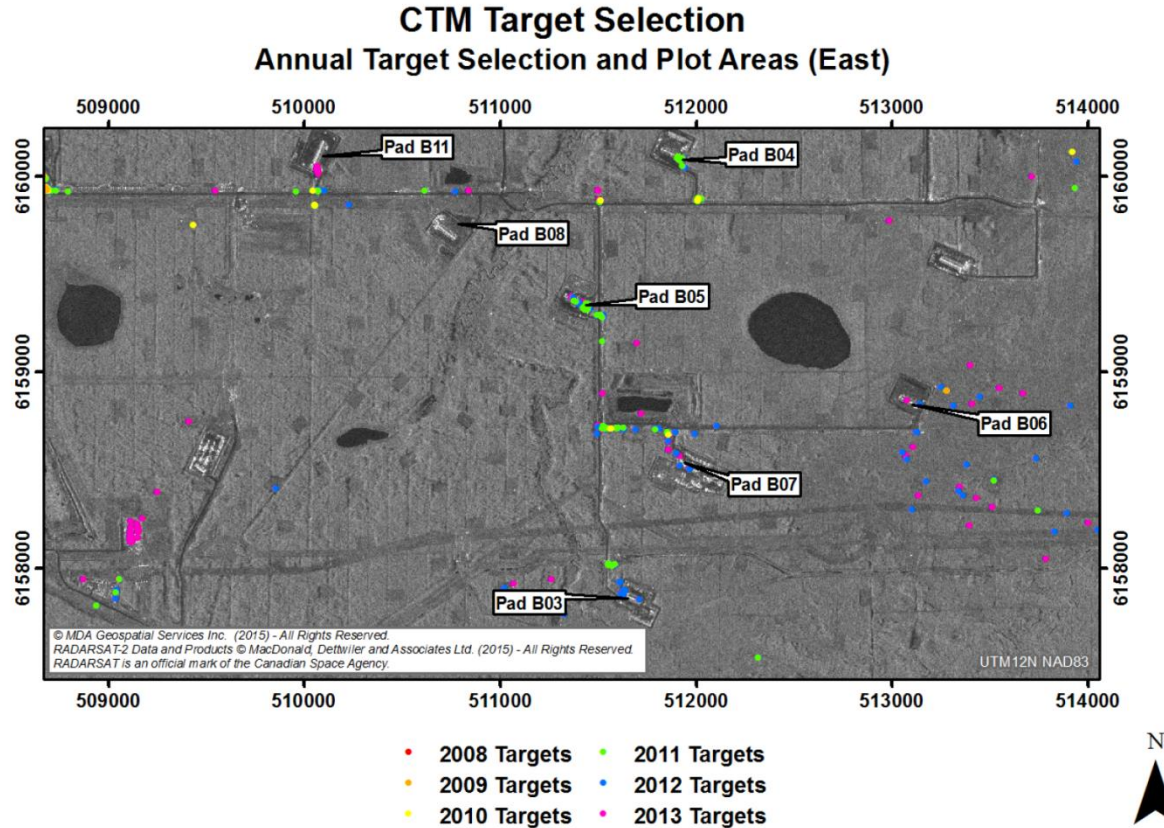 CTM Target Selection
Annual Target Selection and Plot Areas (East)
509000 510000 511000 512000 513000 514000
6160000 6160000
6159000 6159000
6158000 6158000
Pad B11
Pad B04
Pad B08
Pad B05
Pad B06
Pad B07
Pad B03
© MDA Geospatial Services Inc. (2015) - All Rights Reserved.
RADARSAT-2 Data and Products © MacDonald, Dettwiler and Associates Ltd. (2015) - All Rights Reserved.
RADARSAT is an official mark of the Canadian Space Agency.
UTM12N NAD83
509000 510000 511000 512000 513000 514000
2008 Targets 2011 Targets
2009 Targets 2012 Targets
2010 Targets 2013 Targets
N